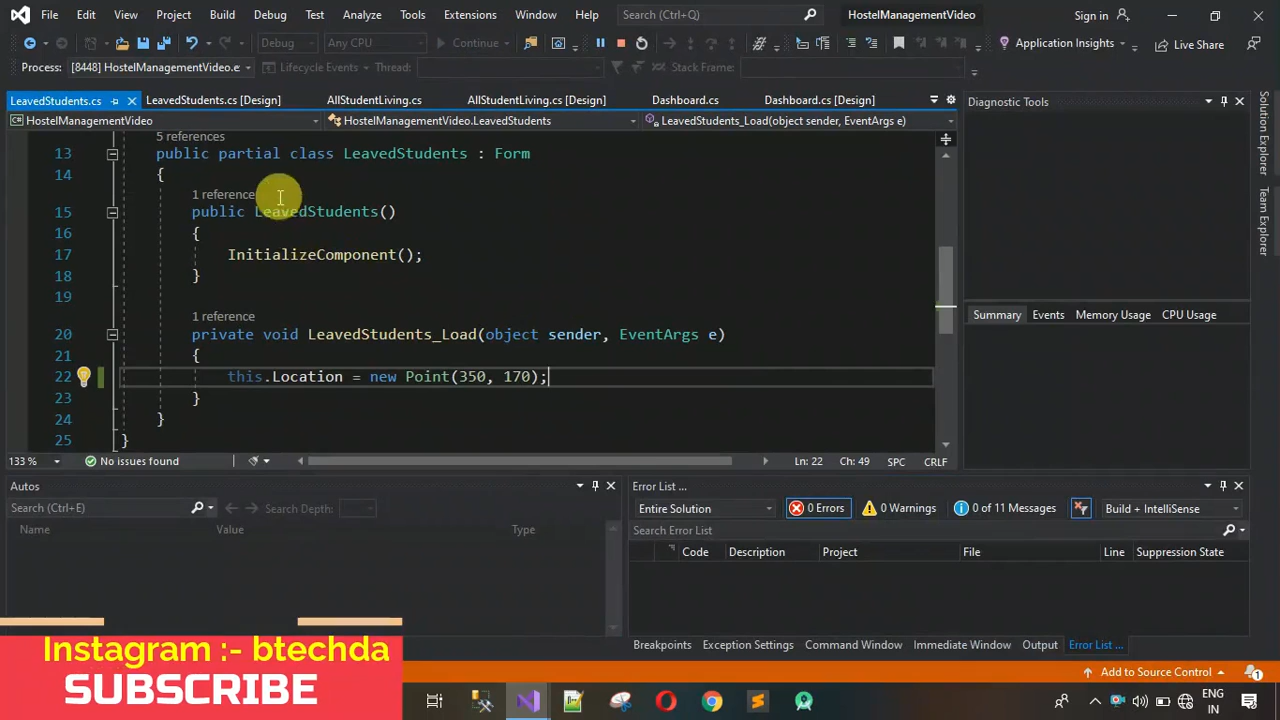 File Edit View Project Build Debug Test Analyze Tools Extensions Window Help Search (Ctrl+Q) HostelManagementVideo Sign in
Debug Any CPU Continue Application Insights Live Share
Process: [8448] HostelManagementVideo.e Lifecycle Events Thread: Stack Frame:
LeavedStudents.cs LeavedStudents.cs [Design] AllStudentLiving.cs AllStudentLiving.cs [Design] Dashboard.cs Dashboard.cs [Design]
HostelManagementVideo HostelManagementVideo.LeavedStudents LeavedStudents_Load(object sender, EventArgs e)
5 references
13 public partial class LeavedStudents : Form
14 {
1 reference
15 public LeavedStudents()
16 {
17 InitializeComponent();
18 }
19
1 reference
20 private void LeavedStudents_Load(object sender, EventArgs e)
21 {
22 this.Location = new Point(350, 170);
23 }
24 }
25 }
133 % No issues found Ln: 22 Ch: 49 SPC CRLF
Diagnostic Tools
Summary Events Memory Usage CPU Usage
Solution Explorer
Team Explorer
Autos
Search (Ctrl+E) Search Depth:
Name Value Type
Error List ...
Entire Solution 0 Errors 0 Warnings 0 of 11 Messages Build + IntelliSense
Search Error List
Code Description Project File Line Suppression State
Breakpoints Exception Settings Command Window Immediate Window Output Error List ...
Add to Source Control 1
Instagram :- btechda
SUBSCRIBE
ENG
IN